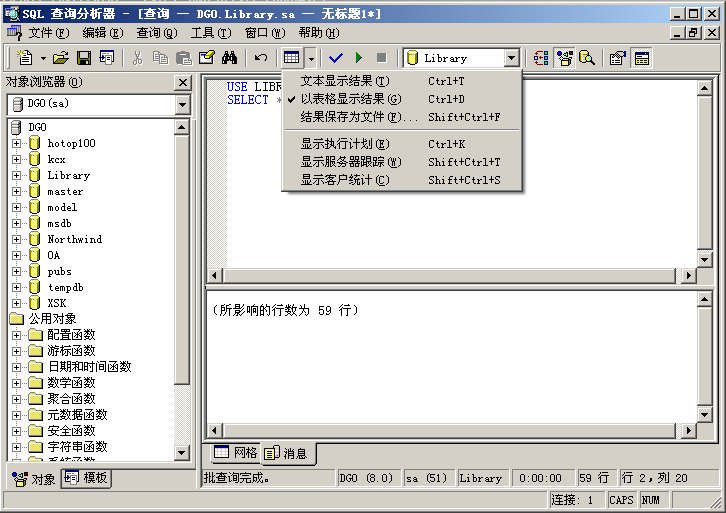 SQL 查询分析器 - [查询 — DGO.Library.sa — 无标题1*]
文件(F) 编辑(E) 查询(Q) 工具(T) 窗口(W) 帮助(H)
Library
对象浏览器(O)
DGO(sa)
DGO
hotop100
kcx
Library
master
model
msdb
Northwind
OA
pubs
tempdb
XSK
公用对象
配置函数
游标函数
日期和时间函数
数学函数
聚合函数
元数据函数
安全函数
字符串函数
对象 模板
USE LIBR
SELECT *
文本显示结果(T) Ctrl+T
以表格显示结果(G) Ctrl+D
结果保存为文件(F)... Shift+Ctrl+F
显示执行计划(E) Ctrl+K
显示服务器跟踪(W) Shift+Ctrl+T
显示客户统计(C) Shift+Ctrl+S
(所影响的行数为 59 行)
网格 消息
批查询完成。 DGO (8.0) sa (51) Library 0:00:00 59 行 行 2，列 20
连接: 1 CAPS NUM